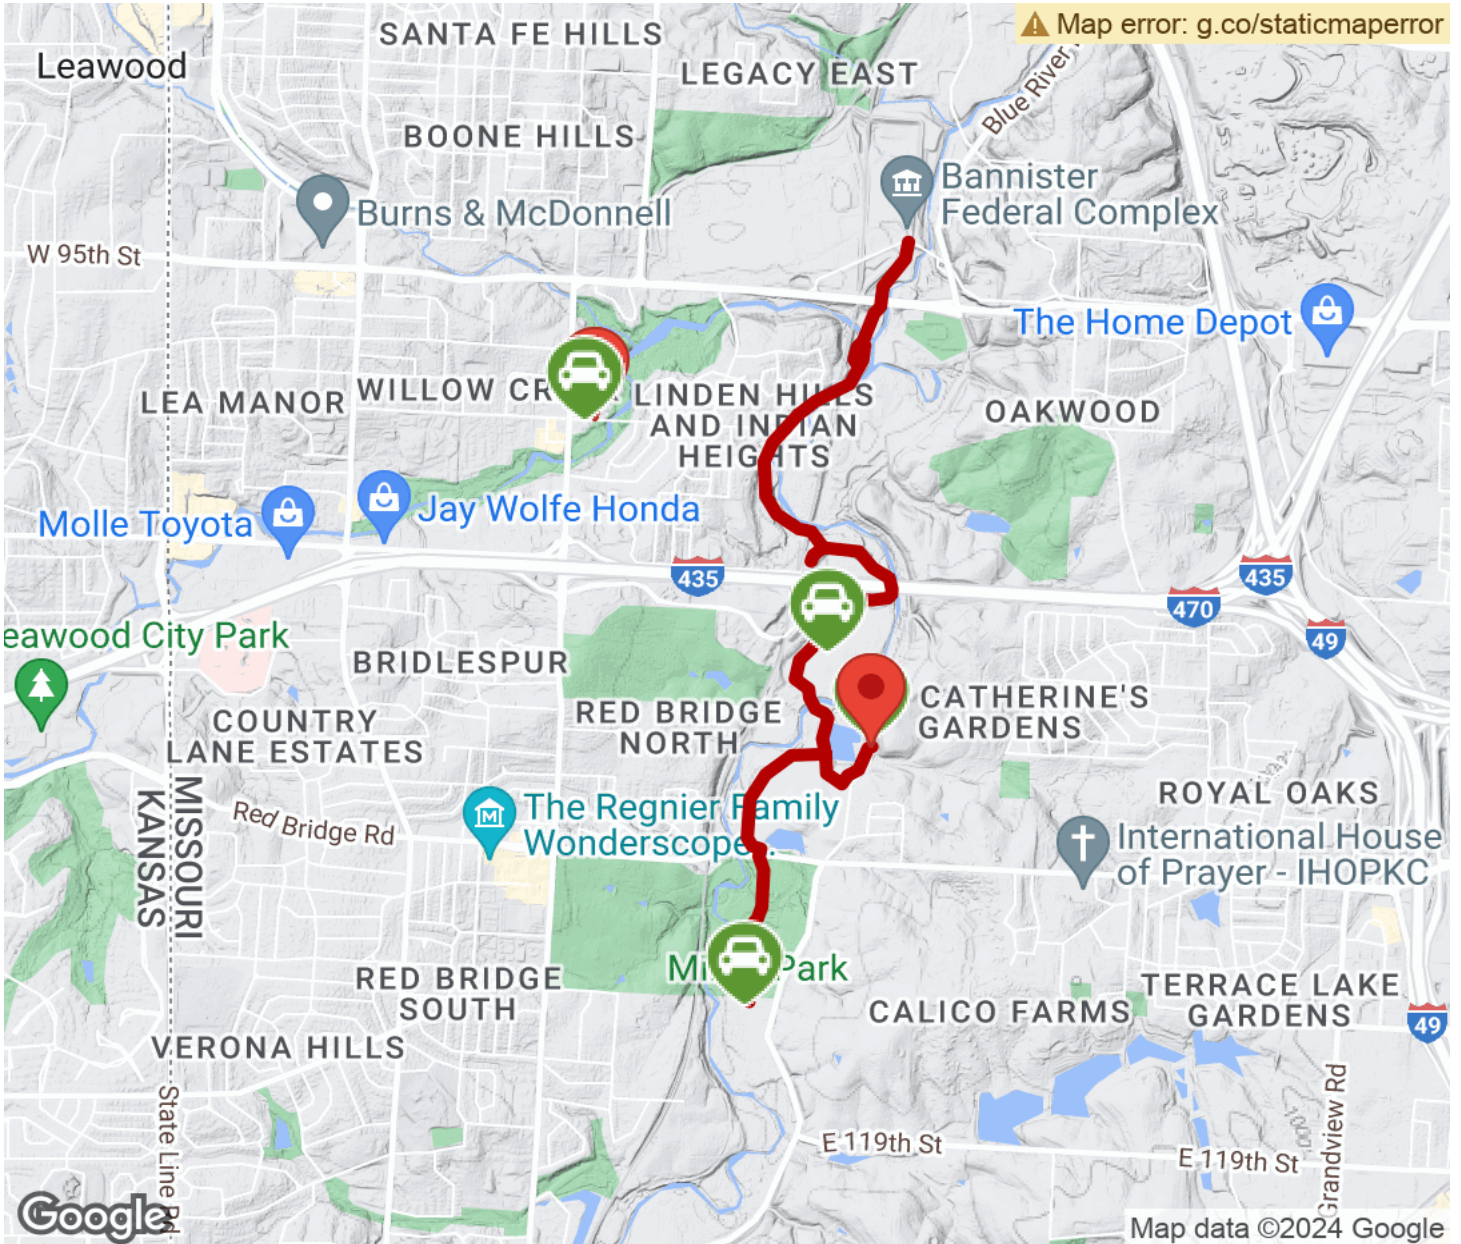 Map error: g.co/staticmaperror
SANTA FE HILLS
Leawood
LEGACY EAST
Blue River
BOONE HILLS
Bannister
Federal Complex
Burns & McDonnell
W 95th St
The Home Depot
LEA MANOR
WILLOW CR
LINDEN HILLS
AND INDIAN
HEIGHTS
OAKWOOD
Molle Toyota
Jay Wolfe Honda
435
435
470
49
eawood City Park
BRIDLESPUR
CATHERINE'S
GARDENS
RED BRIDGE
NORTH
COUNTRY
LANE ESTATES
MISSOURI
KANSAS
Red Bridge Rd
The Regnier Family
Wonderscope...
ROYAL OAKS
International House
of Prayer - IHOPKC
Mi Park
RED BRIDGE
SOUTH
CALICO FARMS
TERRACE LAKE
GARDENS
49
VERONA HILLS
State Line Rd
E 119th St
E 119th St
Grandview Rd
Google
Map data ©2024 Google